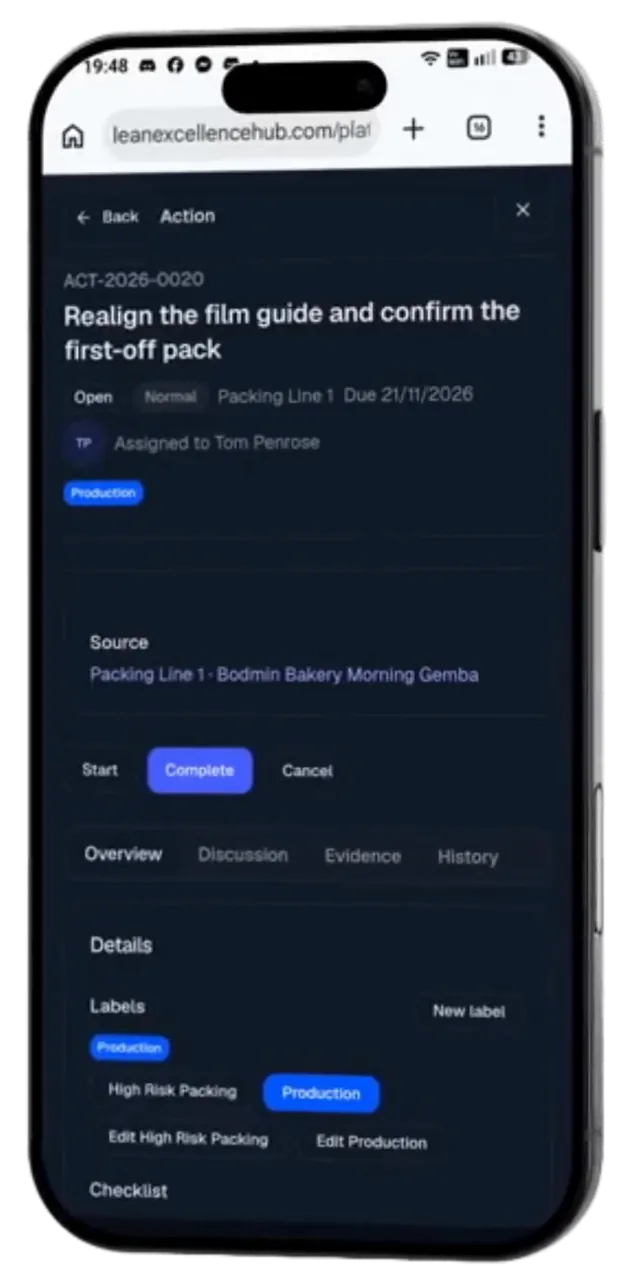 19:48
43
leanexcellencehub.com/plat
16
← Back Action
ACT-2026-0020
Realign the film guide and confirm the
first-off pack
Open Normal Packing Line 1 Due 21/11/2026
TP Assigned to Tom Penrose
Production
Source
Packing Line 1 · Bodmin Bakery Morning Gemba
Start Complete Cancel
Overview Discussion Evidence History
Details
Labels New label
Production
High Risk Packing Production
Edit High Risk Packing Edit Production
Checklist